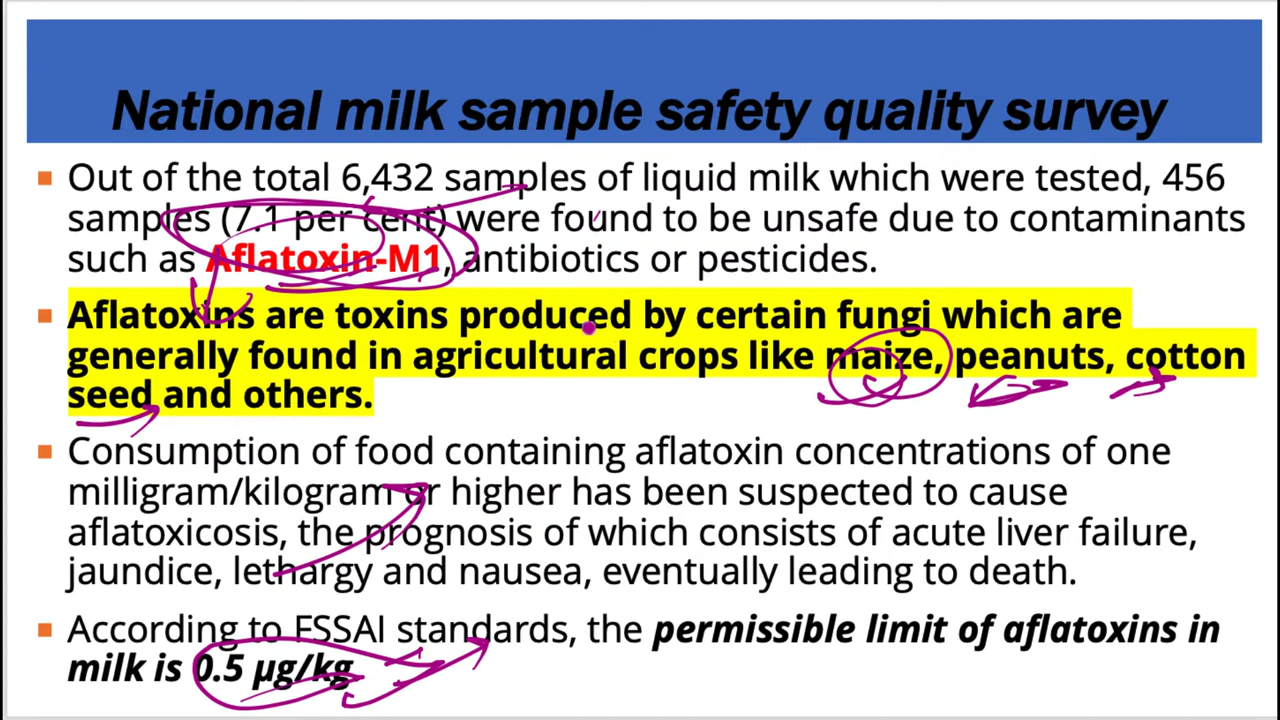 National milk sample safety quality survey
Out of the total 6,432 samples of liquid milk which were tested, 456
samples (7.1 per cent) were found to be unsafe due to contaminants
such as Aflatoxin-M1, antibiotics or pesticides.
Aflatoxins are toxins produced by certain fungi which are
generally found in agricultural crops like maize, peanuts, cotton
seed and others.
Consumption of food containing aflatoxin concentrations of one
milligram/kilogram or higher has been suspected to cause
aflatoxicosis, the prognosis of which consists of acute liver failure,
jaundice, lethargy and nausea, eventually leading to death.
According to FSSAI standards, the permissible limit of aflatoxins in
milk is 0.5 µg/kg.